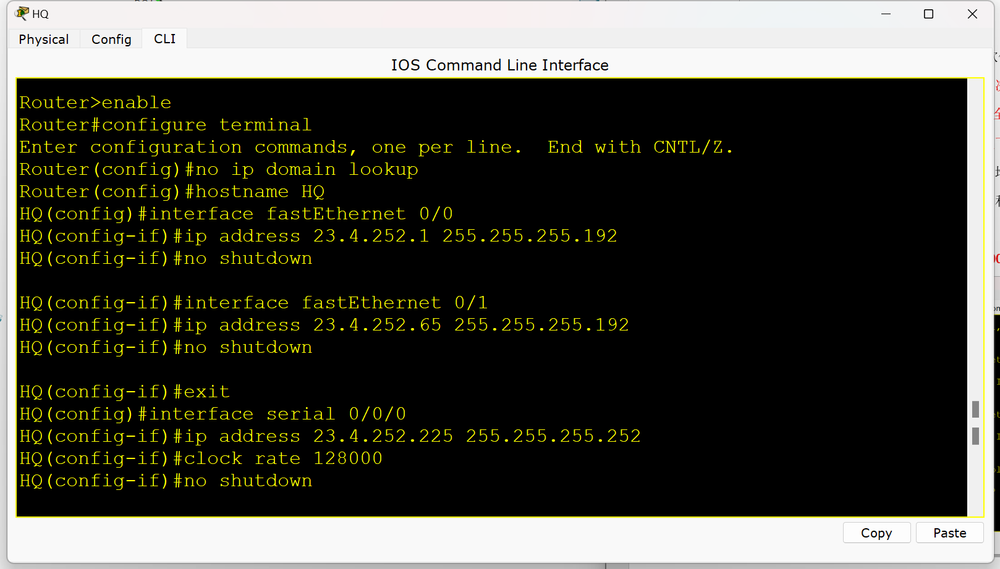 HQ
Physical
Config
CLI
IOS Command Line Interface
Router>enable
Router#configure terminal
Enter configuration commands, one per line.  End with CNTL/Z.
Router(config)#no ip domain lookup
Router(config)#hostname HQ
HQ(config)#interface fastEthernet 0/0
HQ(config-if)#ip address 23.4.252.1 255.255.255.192
HQ(config-if)#no shutdown
HQ(config-if)#interface fastEthernet 0/1
HQ(config-if)#ip address 23.4.252.65 255.255.255.192
HQ(config-if)#no shutdown
HQ(config-if)#exit
HQ(config)#interface serial 0/0/0
HQ(config-if)#ip address 23.4.252.225 255.255.255.252
HQ(config-if)#clock rate 128000
HQ(config-if)#no shutdown
Copy
Paste